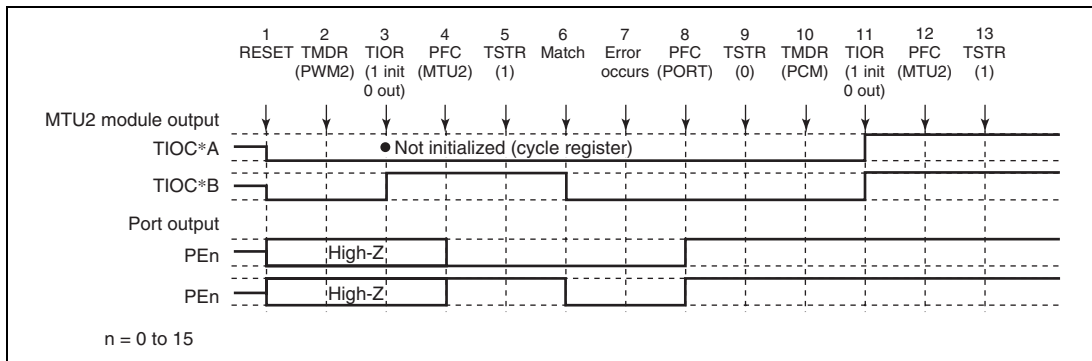 1 2 3 4 5 6 7 8 9 10 11 12 13
RESET TMDR TIOR PFC TSTR Match Error PFC TSTR TMDR TIOR PFC TSTR
(PWM2) (1 init (MTU2) (1) occurs (PORT) (0) (PCM) (1 init (MTU2) (1)
0 out) 0 out)
MTU2 module output
TIOC*A ● Not initialized (cycle register)
TIOC*B
Port output
PEn High-Z
PEn High-Z
n = 0 to 15